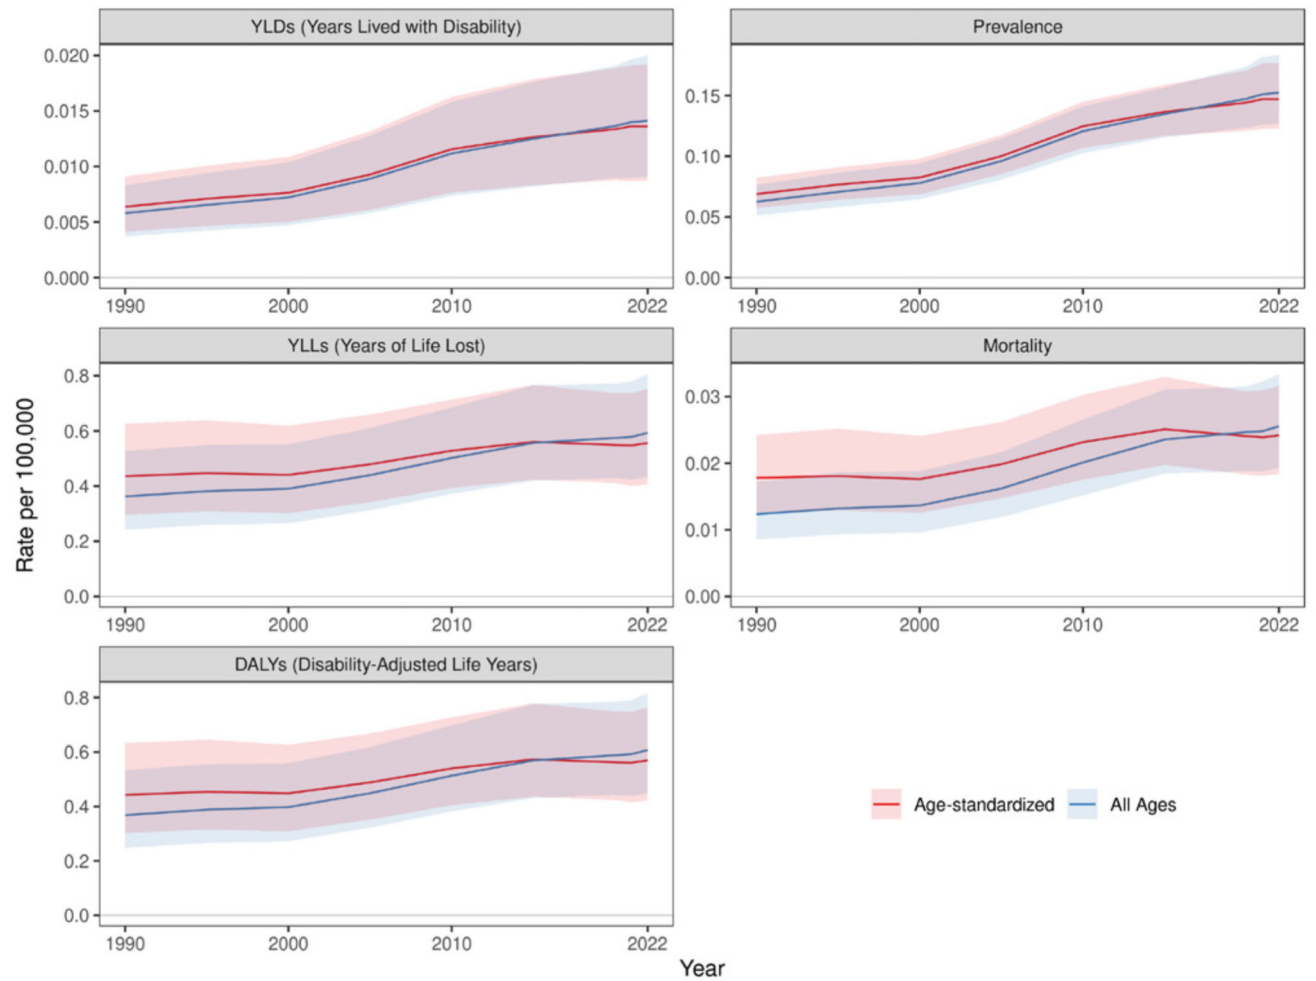 YLDs (Years Lived with Disability)
0.020
0.015
0.010
0.005
0.000
1990 2000 2010 2022
Prevalence
0.15
0.10
0.05
0.00
1990 2000 2010 2022
YLLs (Years of Life Lost)
0.8
0.6
0.4
0.2
0.0
1990 2000 2010 2022
Mortality
0.03
0.02
0.01
0.00
1990 2000 2010 2022
Rate per 100,000
DALYs (Disability-Adjusted Life Years)
0.8
0.6
0.4
0.2
0.0
1990 2000 2010 2022
Age-standardized All Ages
Year